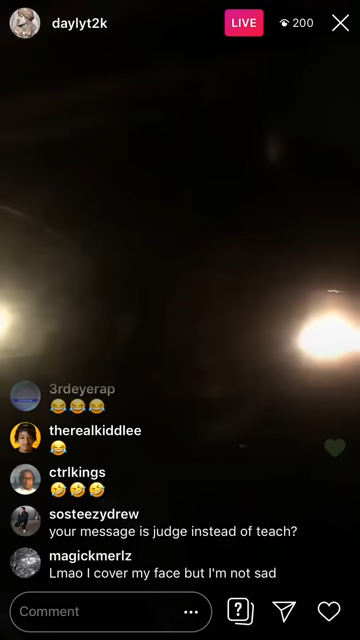 daylyt2k
LIVE
200
3rdeyerap
😂😂😂
therealkiddlee
😂
ctrlkings
🤣🤣🤣
sosteezydrew
your message is judge instead of teach?
magickmerlz
Lmao I cover my face but I'm not sad
Comment